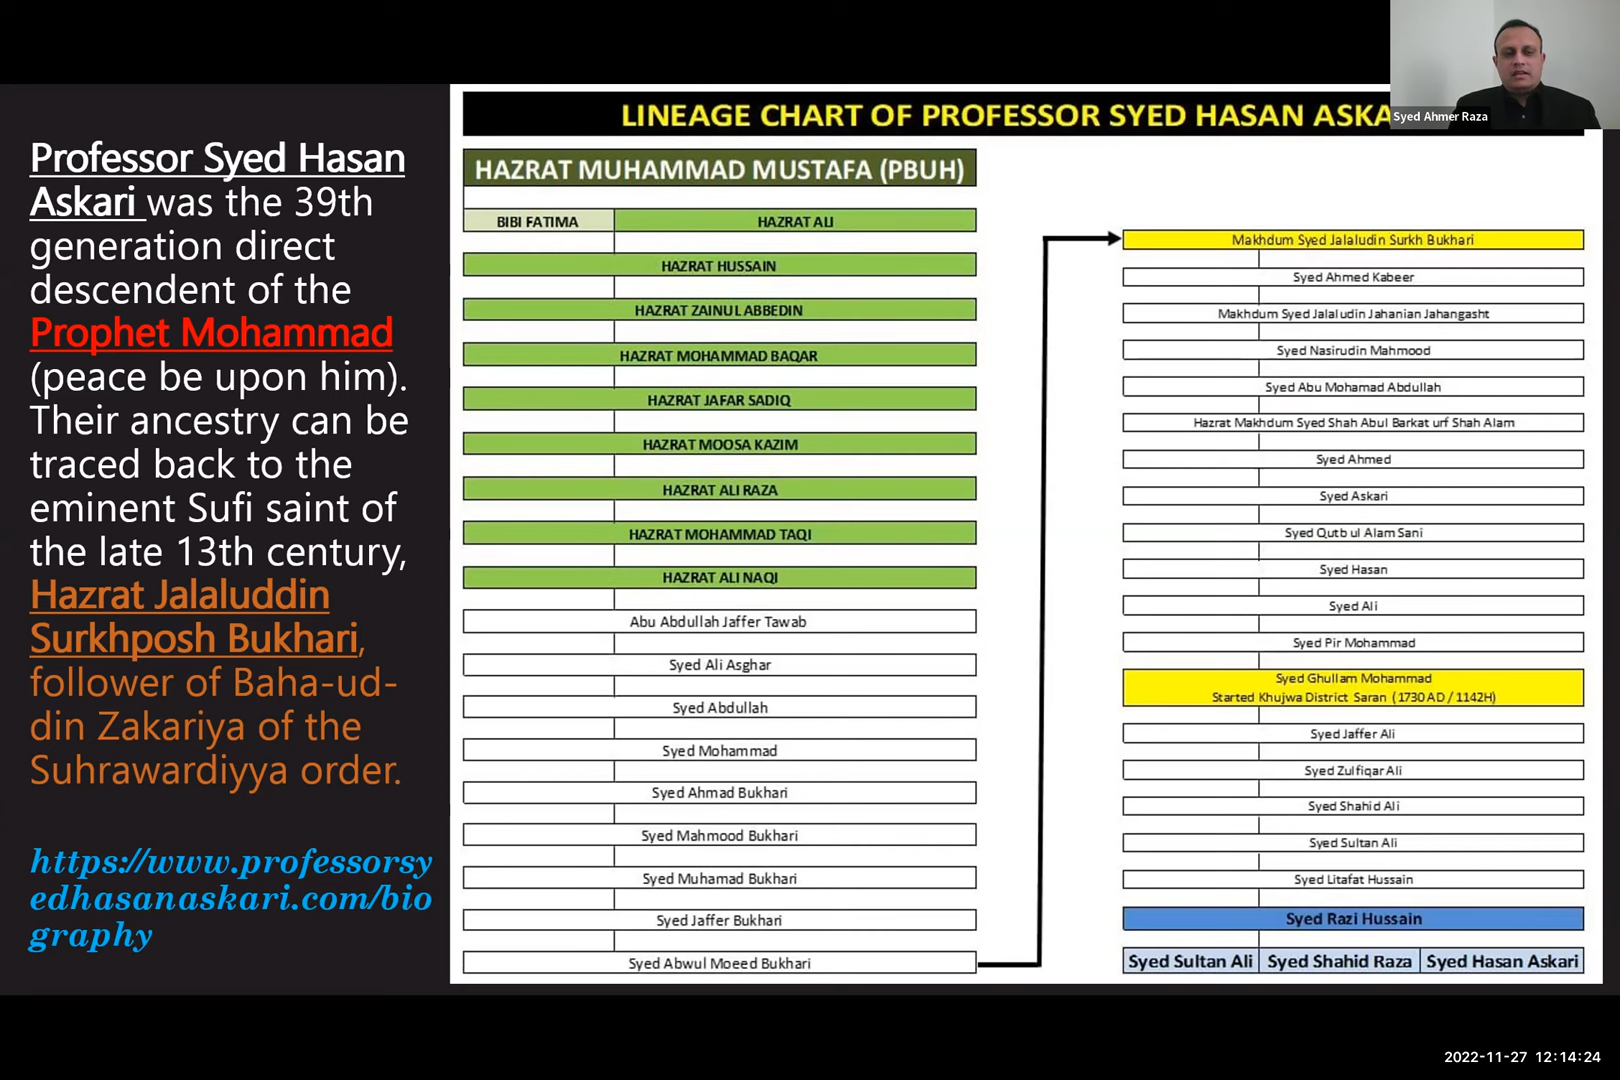 Syed Ahmer Raza
Professor Syed Hasan
Askari was the 39th
generation direct
descendent of the
Prophet Mohammad
(peace be upon him).
Their ancestry can be
traced back to the
eminent Sufi saint of
the late 13th century,
Hazrat Jalaluddin
Surkhposh Bukhari,
follower of Baha-ud-
din Zakariya of the
Suhrawardiyya order.
https://www.professorsy
edhasanaskari.com/bio
graphy
LINEAGE CHART OF PROFESSOR SYED HASAN ASKA
HAZRAT MUHAMMAD MUSTAFA (PBUH)
BIBI FATIMA
HAZRAT ALI
HAZRAT HUSSAIN
HAZRAT ZAINUL ABBEDIN
HAZRAT MOHAMMAD BAQAR
HAZRAT JAFAR SADIQ
HAZRAT MOOSA KAZIM
HAZRAT ALI RAZA
HAZRAT MOHAMMAD TAQI
HAZRAT ALI NAQI
Abu Abdullah Jaffer Tawab
Syed Ali Asghar
Syed Abdullah
Syed Mohammad
Syed Ahmad Bukhari
Syed Mahmood Bukhari
Syed Muhamad Bukhari
Syed Jaffer Bukhari
Syed Abwul Moeed Bukhari
Makhdum Syed Jalaludin Surkh Bukhari
Syed Ahmed Kabeer
Makhdum Syed Jalaludin Jahanian Jahangasht
Syed Nasirudin Mahmood
Syed Abu Mohamad Abdullah
Hazrat Makhdum Syed Shah Abul Barkat urf Shah Alam
Syed Ahmed
Syed Askari
Syed Qutb ul Alam Sani
Syed Hasan
Syed Ali
Syed Pir Mohammad
Syed Ghullam Mohammad
Started Khujwa District Saran (1730 AD / 1142H)
Syed Jaffer Ali
Syed Zulfiqar Ali
Syed Shahid Ali
Syed Sultan Ali
Syed Litafat Hussain
Syed Razi Hussain
Syed Sultan Ali
Syed Shahid Raza
Syed Hasan Askari
2022-11-27 12:14:24